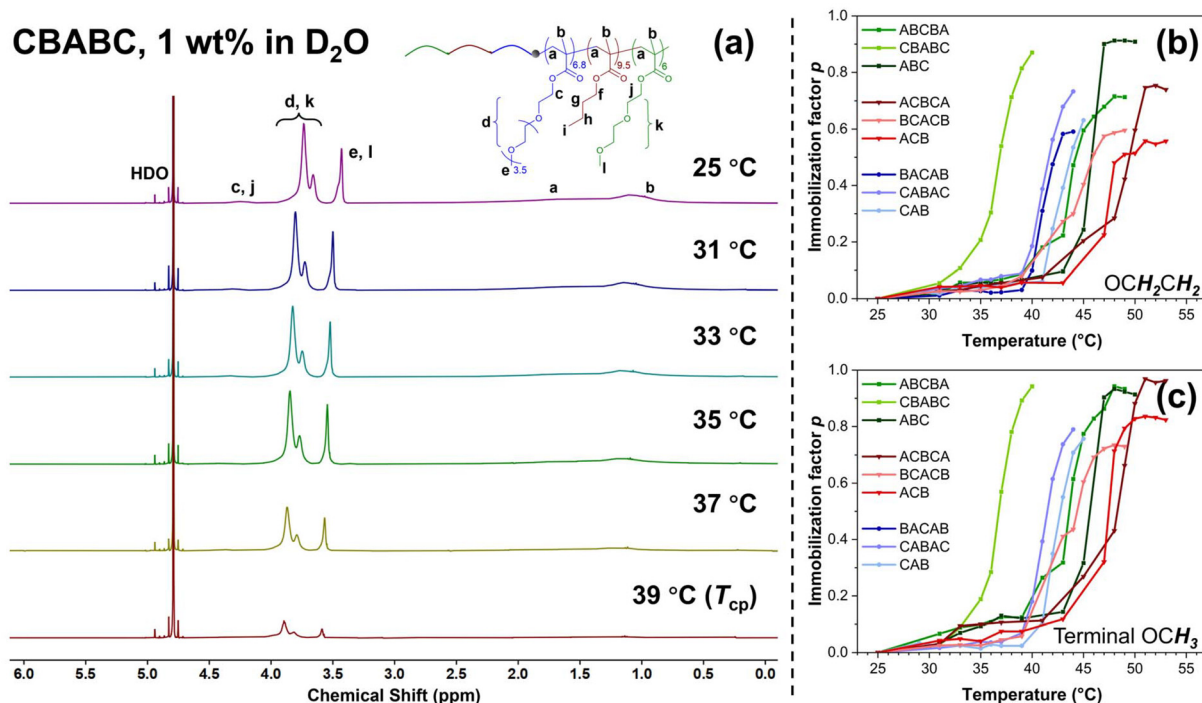 CBABC, 1 wt% in D₂O
(a)
b b b
a a a
6.8 9.5 6
O O O
c f j
g
h
i
d
k
O
O
3.5
e
l
d, k
e, l
HDO
c, j
a
b
25 °C
31 °C
33 °C
35 °C
37 °C
39 °C (Tcp)
6.0 5.5 5.0 4.5 4.0 3.5 3.0 2.5 2.0 1.5 1.0 0.5 0.0
Chemical Shift (ppm)
(b)
Immobilization factor p
1.0
0.8
0.6
0.4
0.2
0.0
ABCBA
CBABC
ABC
ACBCA
BCACB
ACB
BACAB
CABAC
CAB
OCH₂CH₂
25 30 35 40 45 50 55
Temperature (°C)
(c)
Immobilization factor p
1.0
0.8
0.6
0.4
0.2
0.0
ABCBA
CBABC
ABC
ACBCA
BCACB
ACB
BACAB
CABAC
CAB
Terminal OCH₃
25 30 35 40 45 50 55
Temperature (°C)